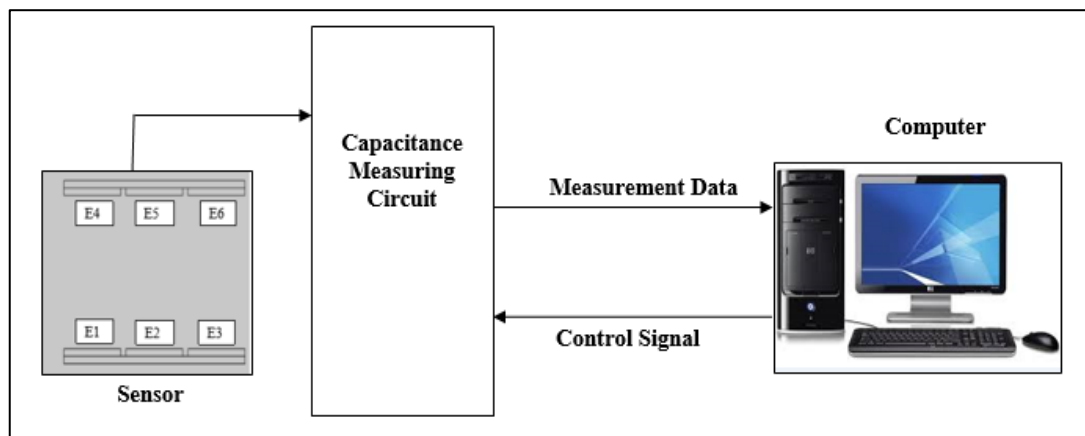 Computer
Capacitance
Measuring
Circuit
Measurement Data
E4 E5 E6
E1 E2 E3
Control Signal
Sensor